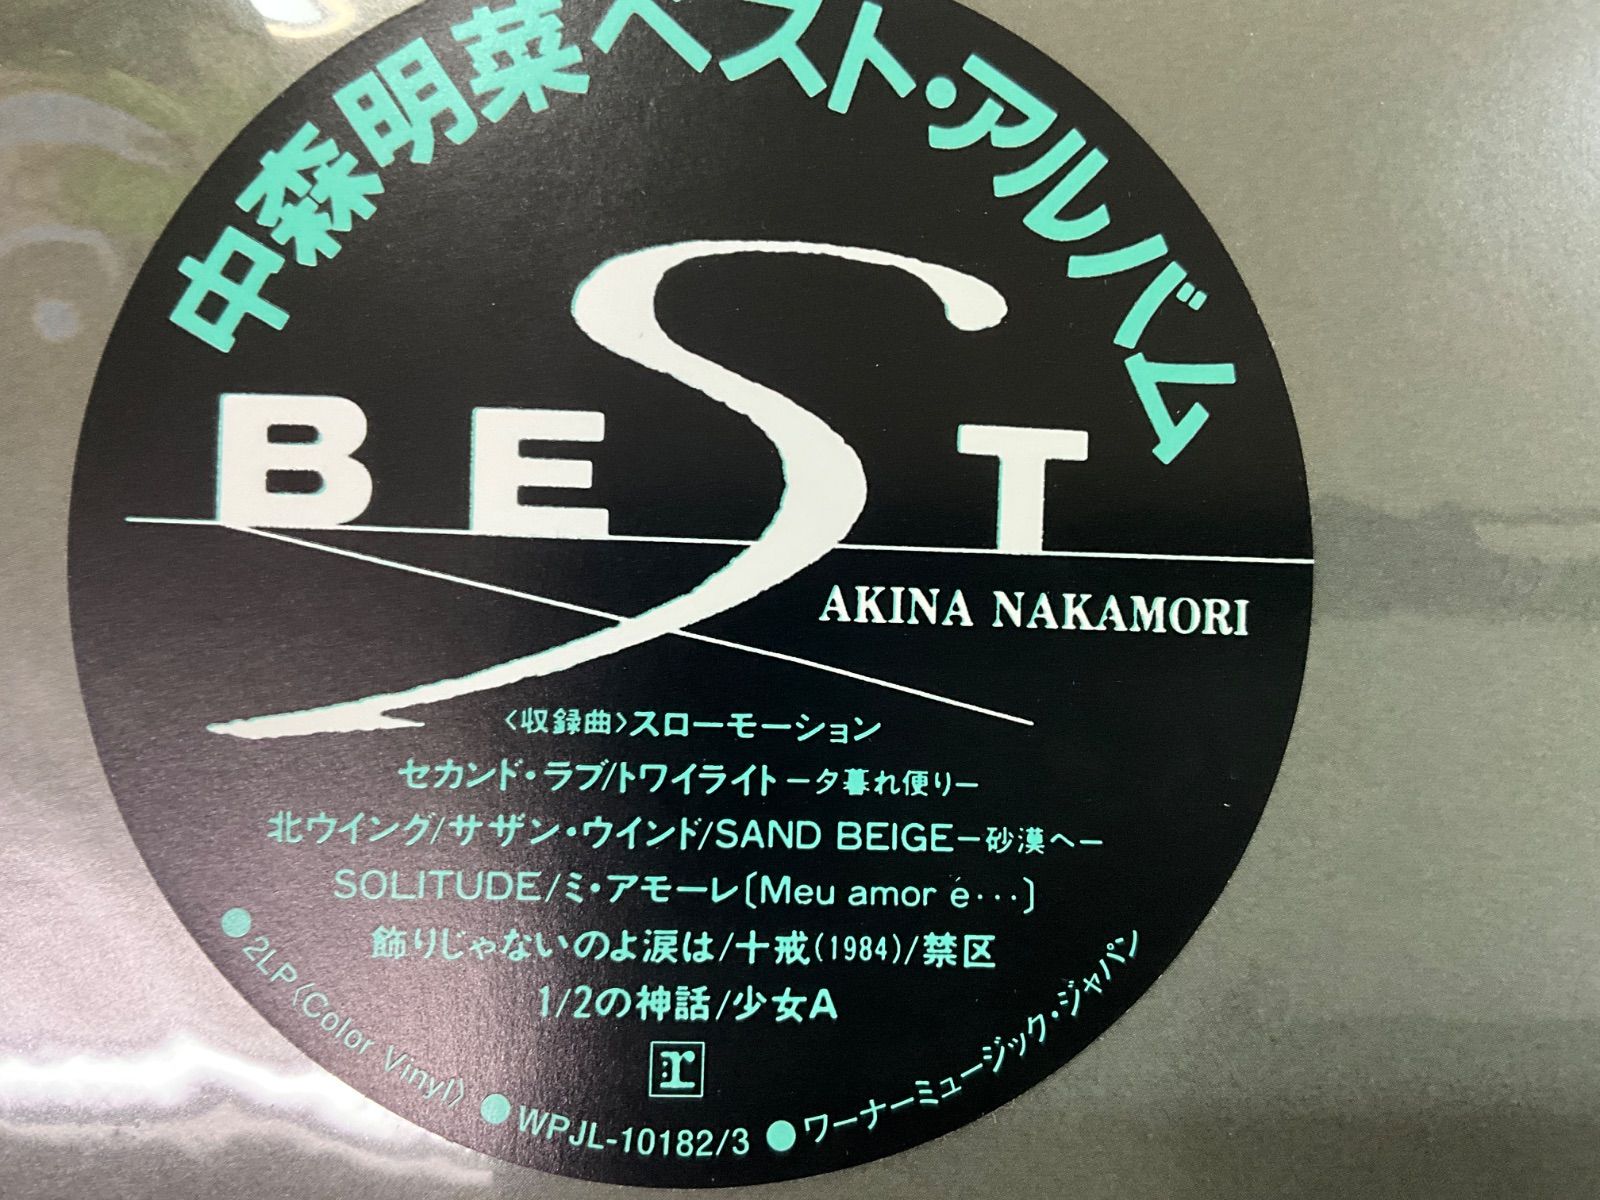 中森明菜ベスト・アルバム
BEST
AKINA NAKAMORI
〈収録曲〉スローモーション
セカンド・ラブ/トワイライト－夕暮れ便り－
北ウイング/サザン・ウインド/SAND BEIGE－砂漠へ－
SOLITUDE/ミ・アモーレ〔Meu amor é･･･〕
飾りじゃないのよ涙は/十戒(1984)/禁区
1/2の神話/少女A
r
●2LP〈Color Vinyl〉●WPJL-10182/3●ワーナーミュージック・ジャパン